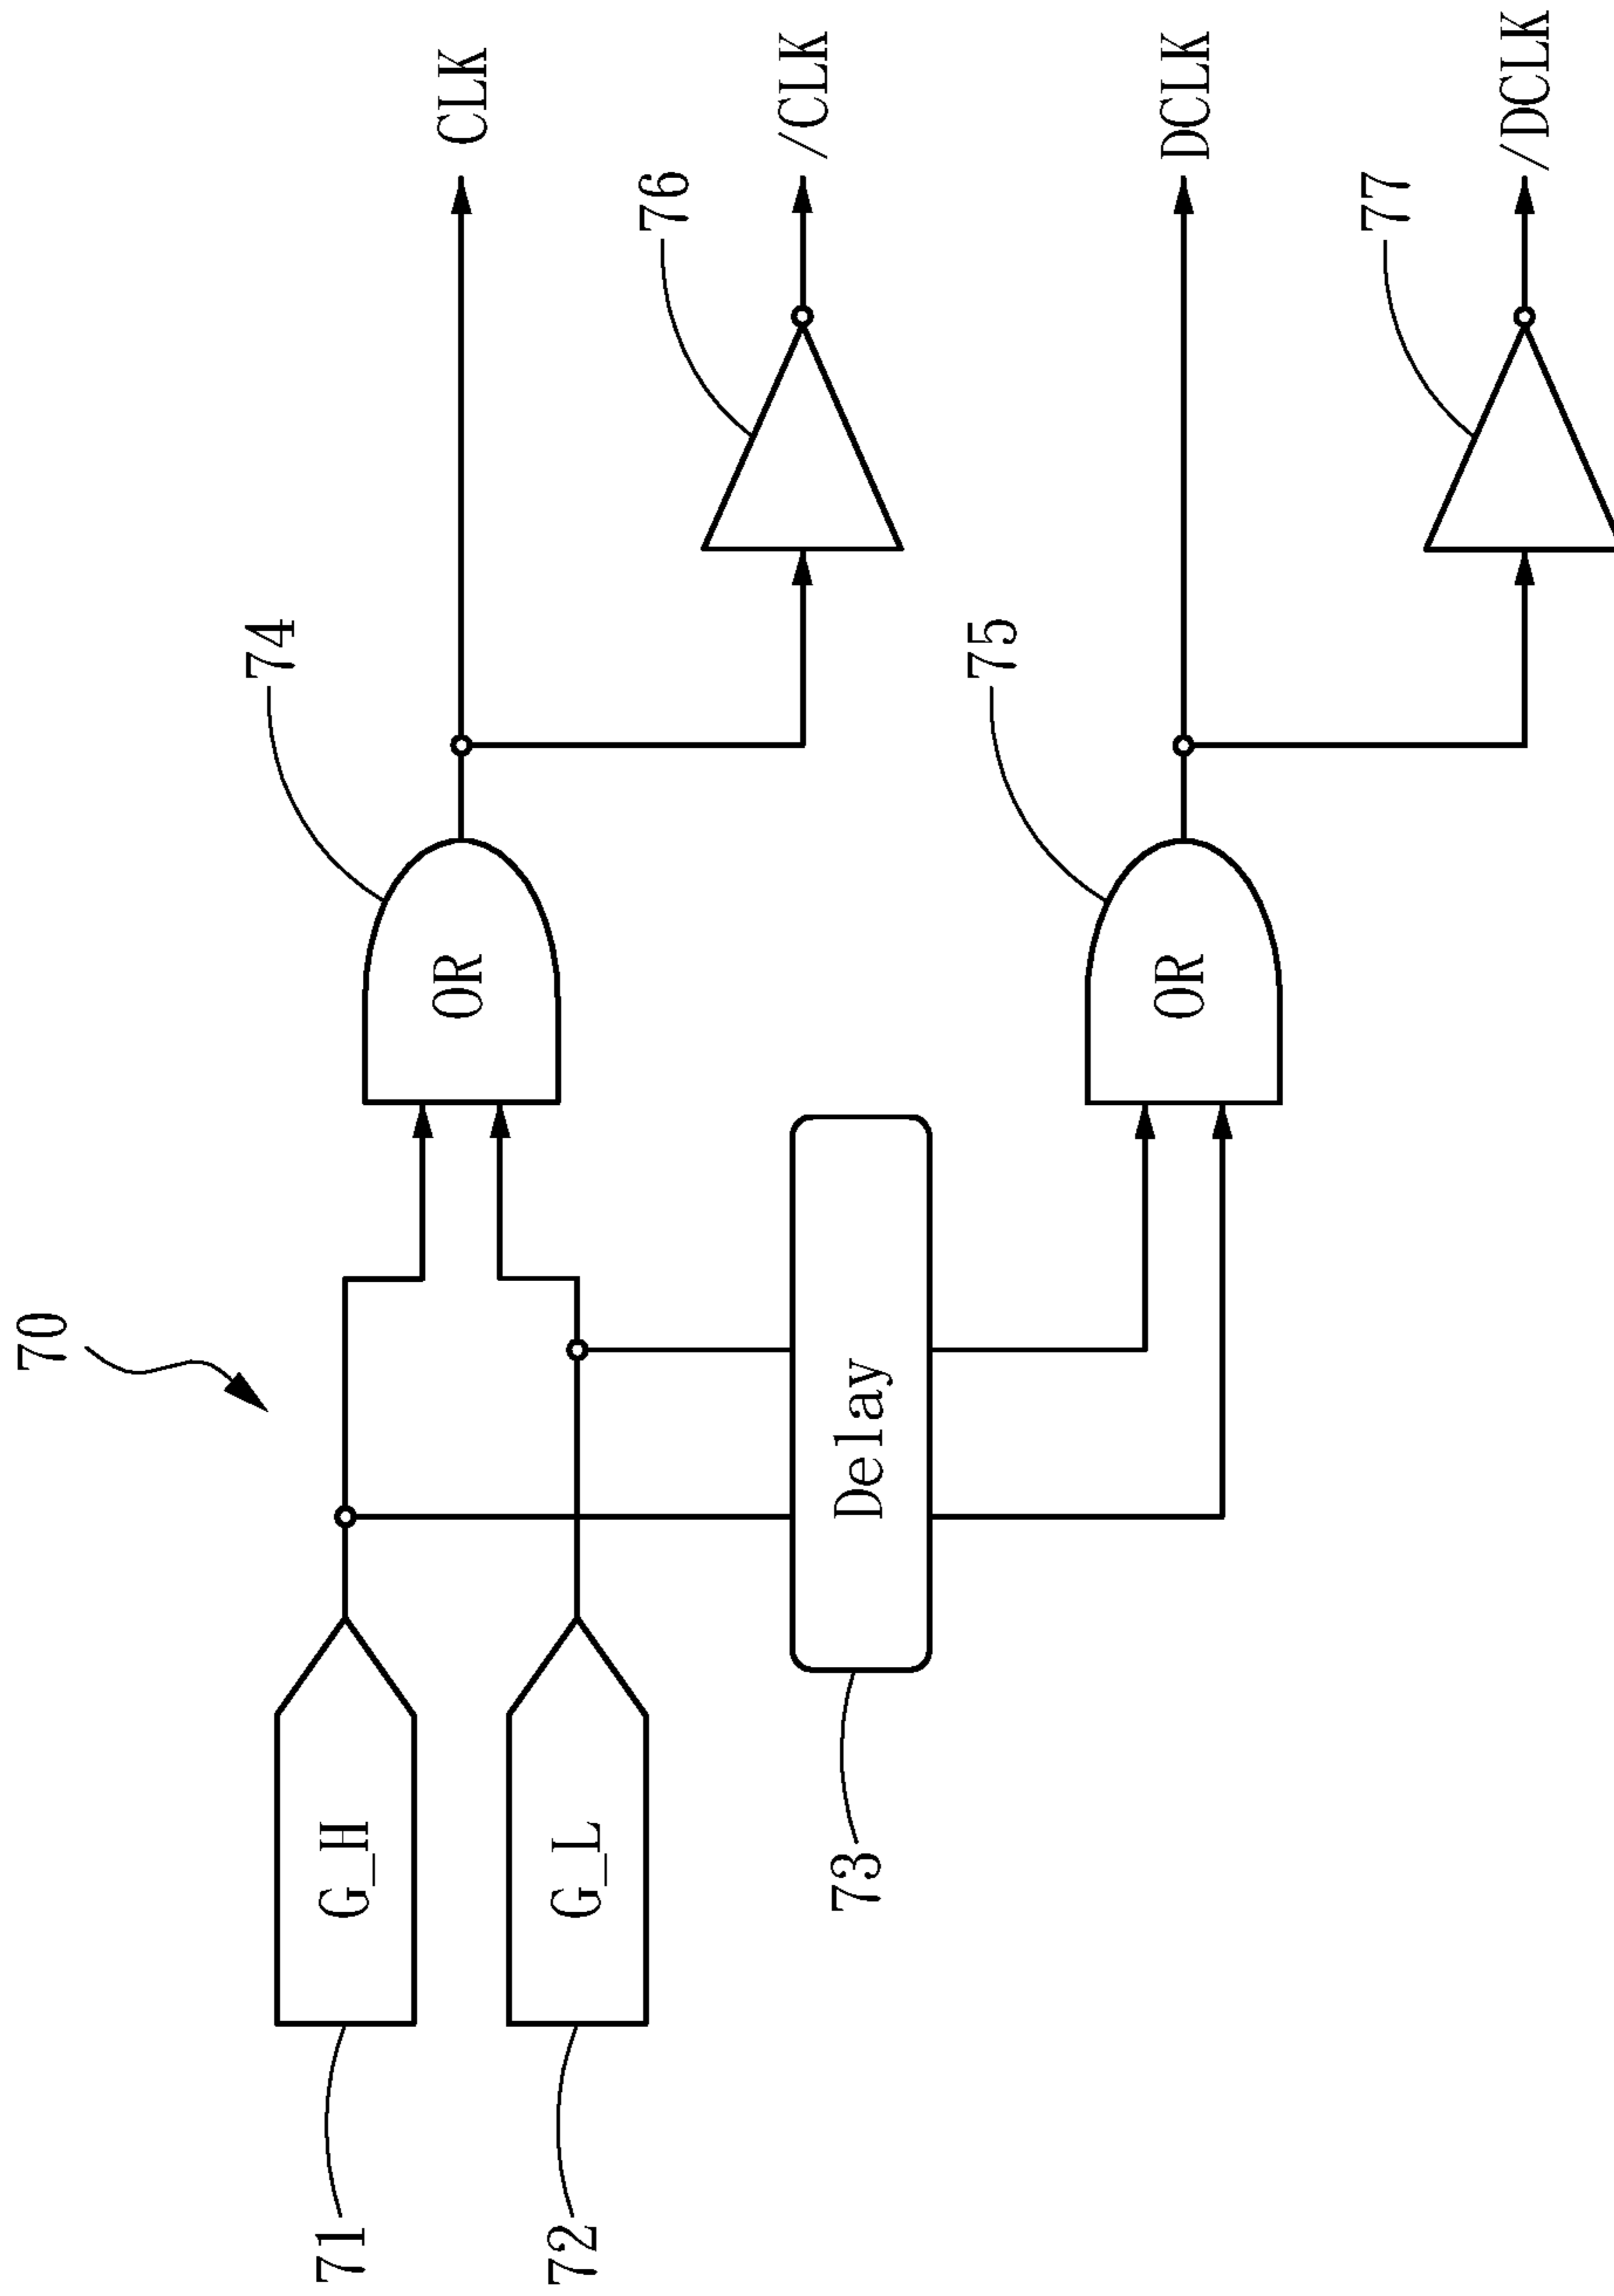 70
71
G_H
72
G_L
73
Delay
74
OR
CLK
76
/CLK
75
OR
DCLK
77
/DCLK